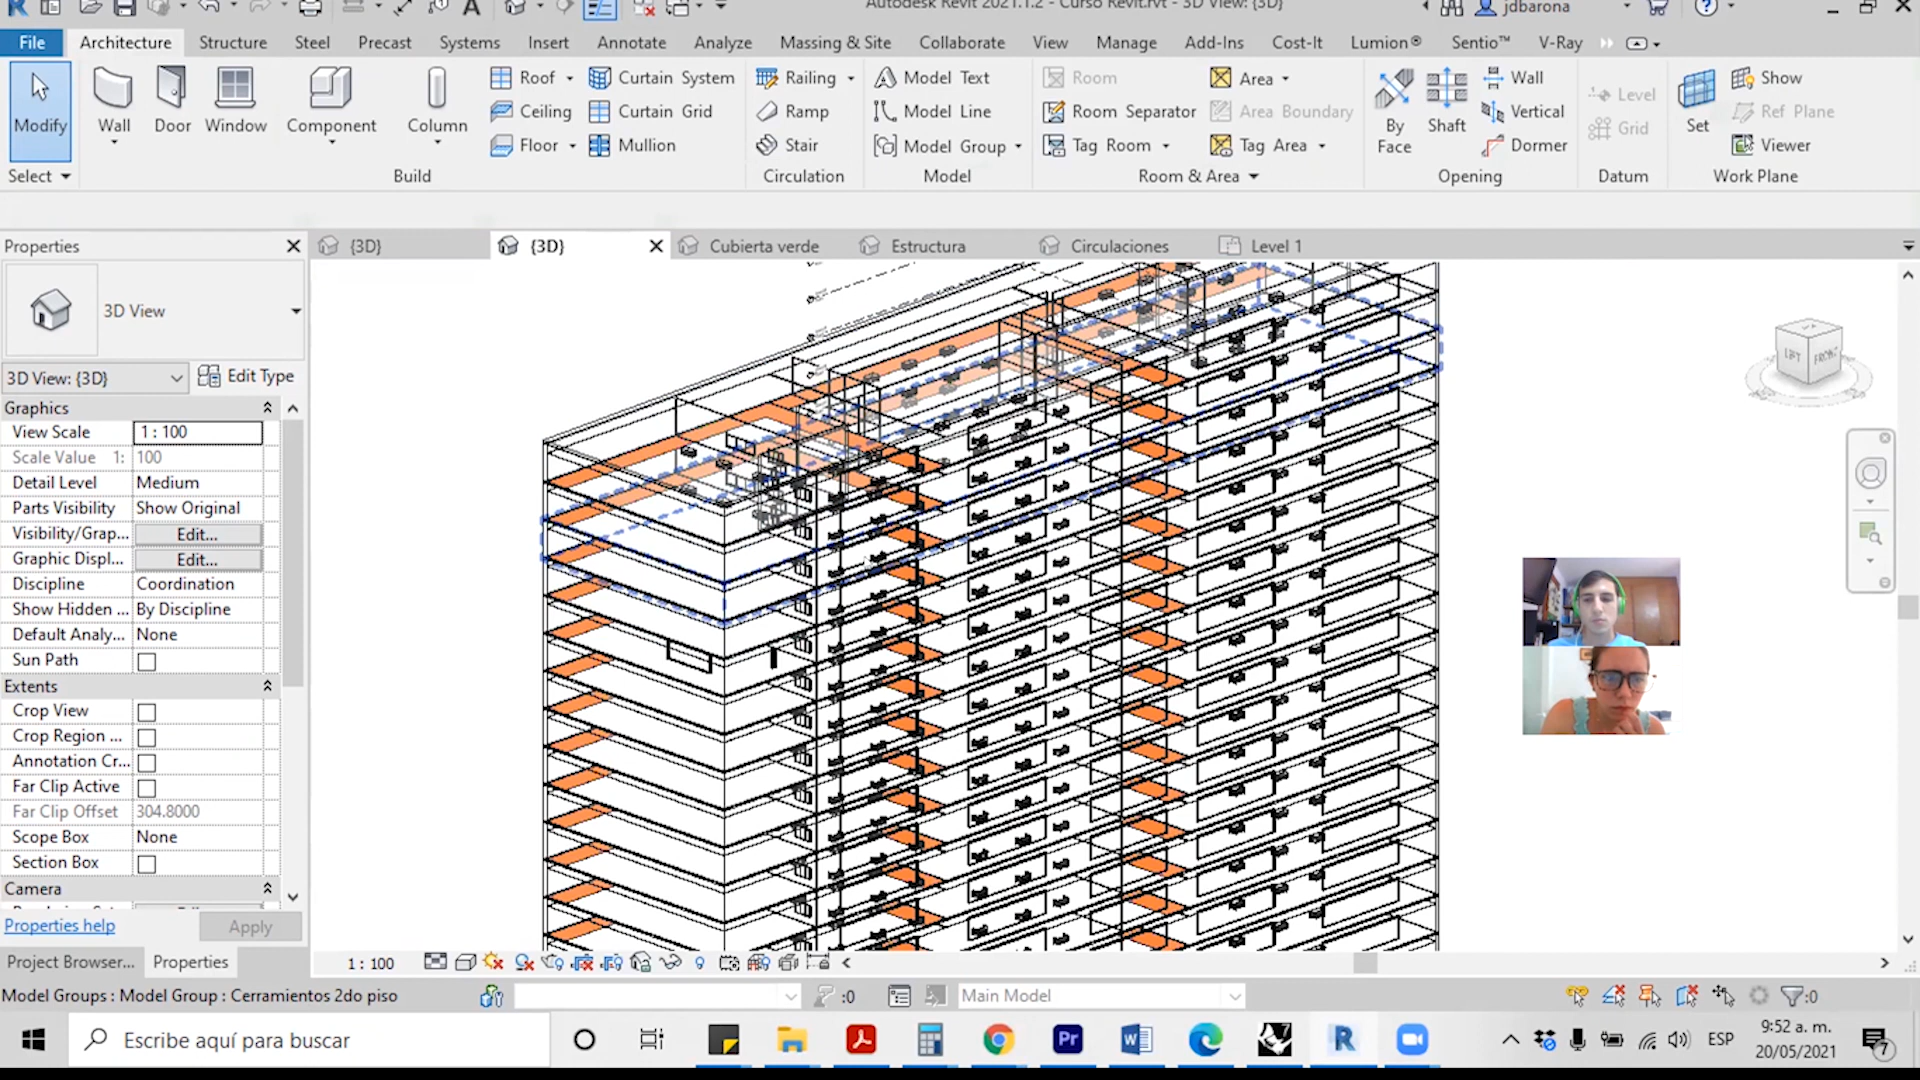 Autodesk Revit 2021.1.2 - Curso Revit.rvt - 3D View: {3D}
jdbarona
File
Architecture
Structure
Steel
Precast
Systems
Insert
Annotate
Analyze
Massing & Site
Collaborate
View
Manage
Add-Ins
Cost-It
Lumion®
Sentio™
V-Ray
Modify
Wall
Door
Window
Component
Column
Roof
Ceiling
Floor
Curtain System
Curtain Grid
Mullion
Railing
Ramp
Stair
Model Text
Model Line
Model Group
Room
Room Separator
Tag Room
Area
Area Boundary
Tag Area
By
Face
Shaft
Wall
Vertical
Dormer
Level
Grid
Set
Show
Ref Plane
Viewer
Select
Build
Circulation
Model
Room & Area
Opening
Datum
Work Plane
Properties
{3D}
{3D}
Cubierta verde
Estructura
Circulaciones
Level 1
3D View
3D View: {3D}
Edit Type
Graphics
View Scale 1 : 100
Scale Value 1: 100
Detail Level Medium
Parts Visibility Show Original
Visibility/Grap... Edit...
Graphic Displ... Edit...
Discipline Coordination
Show Hidden ... By Discipline
Default Analy... None
Sun Path
Extents
Crop View
Crop Region ...
Annotation Cr...
Far Clip Active
Far Clip Offset 304.8000
Scope Box None
Section Box
Camera
Properties help
Apply
LEFT
FRONT
Project Browser...
Properties
1 : 100
Model Groups : Model Group : Cerramientos 2do piso
:0
Main Model
:0
Escribe aquí para buscar
Pr
ESP
9:52 a. m.
20/05/2021
7